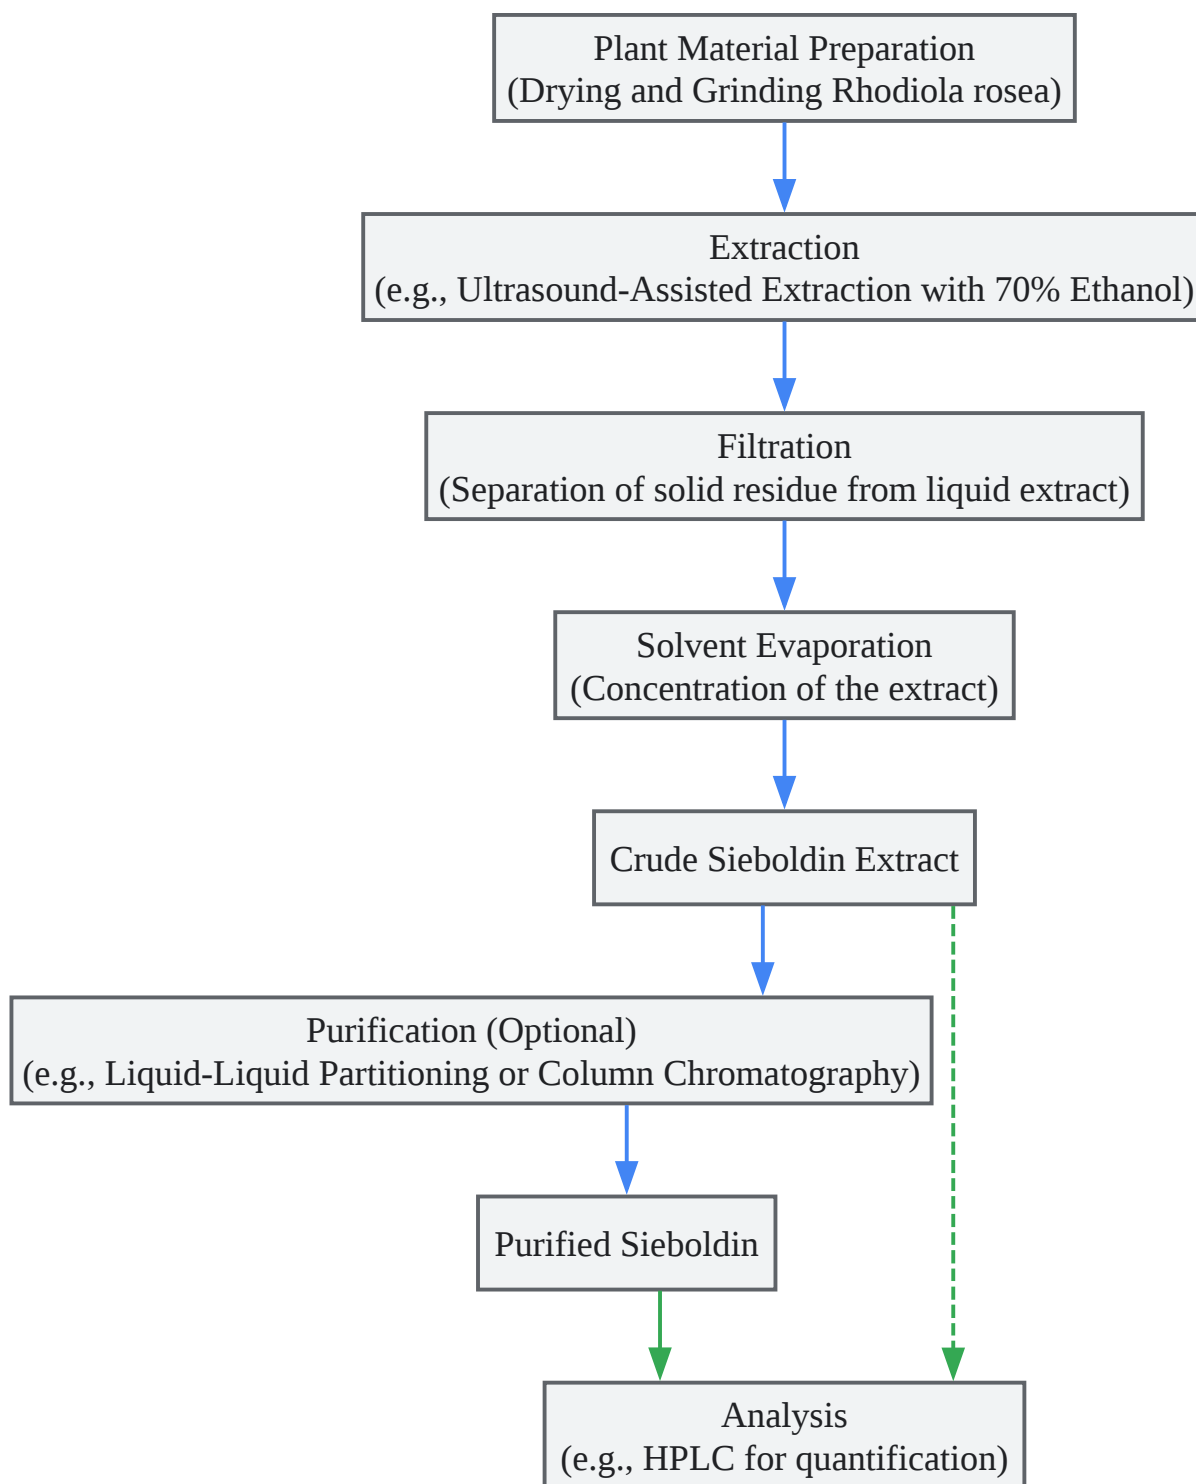 Plant Material Preparation
(Drying and Grinding Rhodiola rosea)
Extraction
(e.g., Ultrasound-Assisted Extraction with 70% Ethanol)
Filtration
(Separation of solid residue from liquid extract)
Solvent Evaporation
(Concentration of the extract)
Crude Sieboldin Extract
Purification (Optional)
(e.g., Liquid-Liquid Partitioning or Column Chromatography)
Purified Sieboldin
Analysis
(e.g., HPLC for quantification)